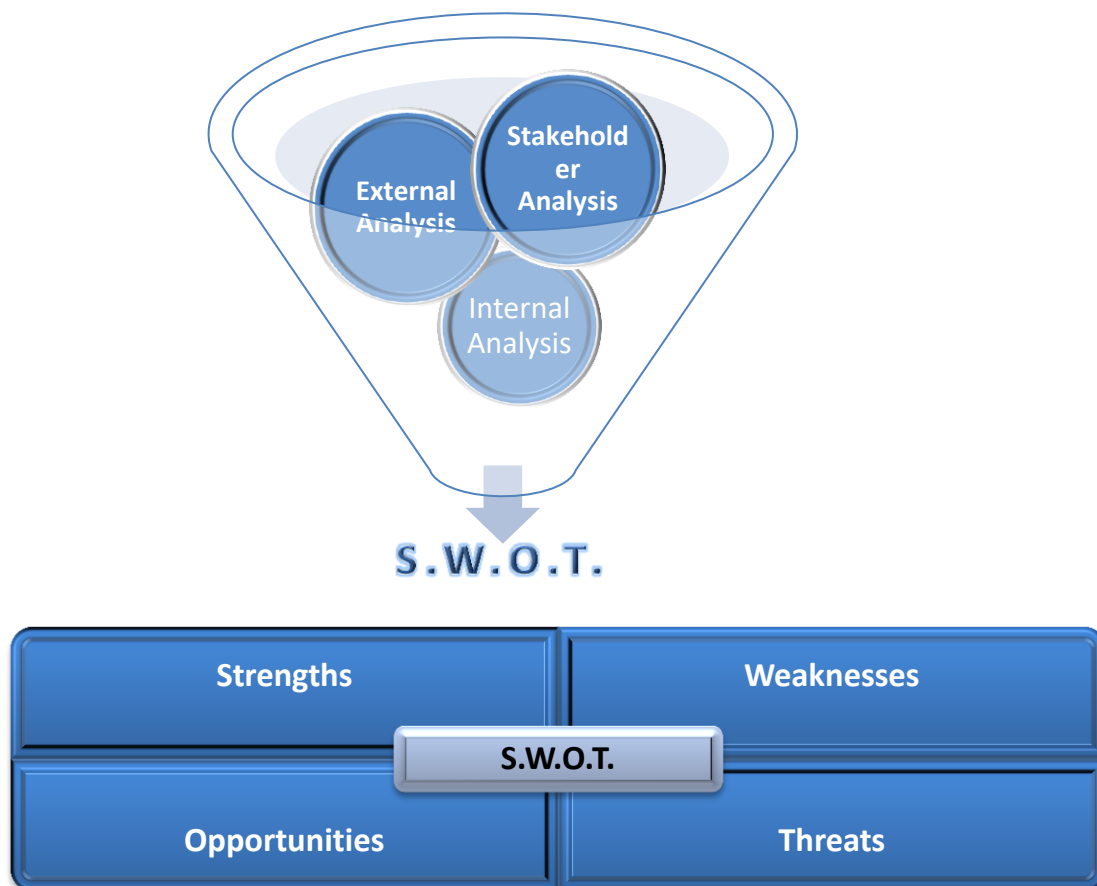 Stakehold
er
Analysis
External
Analysis
Internal
Analysis
S.W.O.T.
Strengths
Weaknesses
S.W.O.T.
Opportunities
Threats